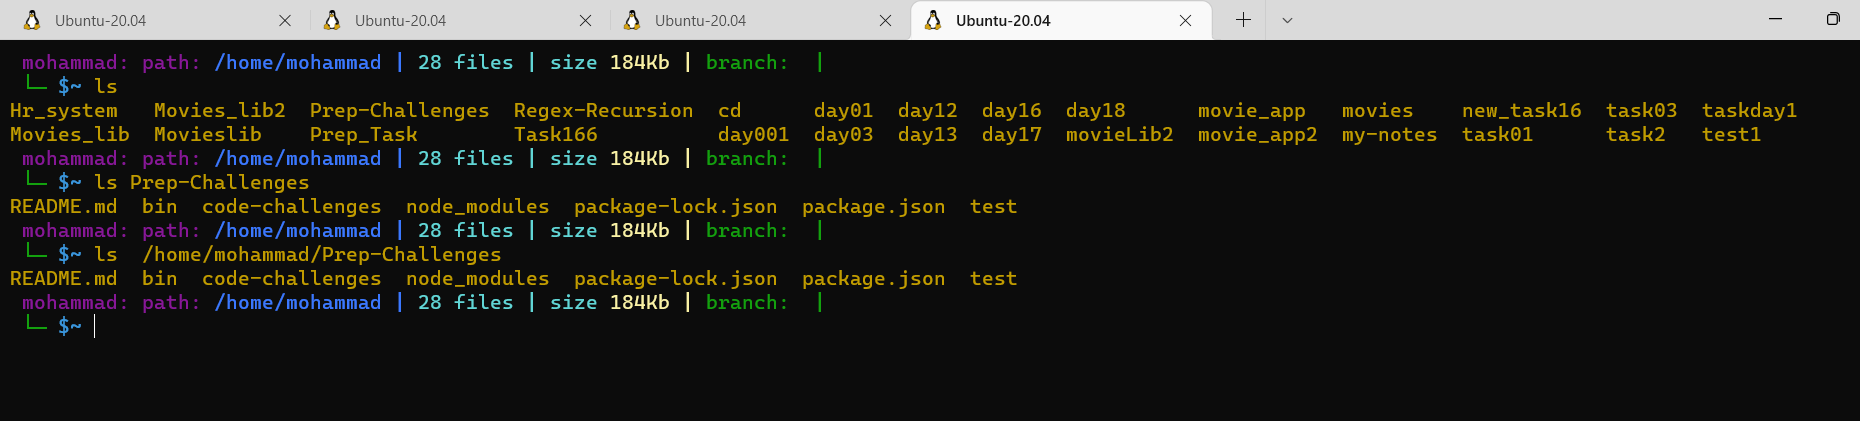 Ubuntu-20.04 Ubuntu-20.04 Ubuntu-20.04 Ubuntu-20.04
mohammad: path: /home/mohammad | 28 files | size 184Kb | branch:  |
└─ $~ ls
Hr_system   Movies_lib2  Prep-Challenges  Regex-Recursion  cd      day01  day12  day16  day18      movie_app   movies    new_task16  task03  taskday1
Movies_lib  Movieslib    Prep_Task        Task166          day001  day03  day13  day17  movieLib2  movie_app2  my-notes  task01      task2   test1
mohammad: path: /home/mohammad | 28 files | size 184Kb | branch:  |
└─ $~ ls Prep-Challenges
README.md  bin  code-challenges  node_modules  package-lock.json  package.json  test
mohammad: path: /home/mohammad | 28 files | size 184Kb | branch:  |
└─ $~ ls  /home/mohammad/Prep-Challenges
README.md  bin  code-challenges  node_modules  package-lock.json  package.json  test
mohammad: path: /home/mohammad | 28 files | size 184Kb | branch:  |
└─ $~